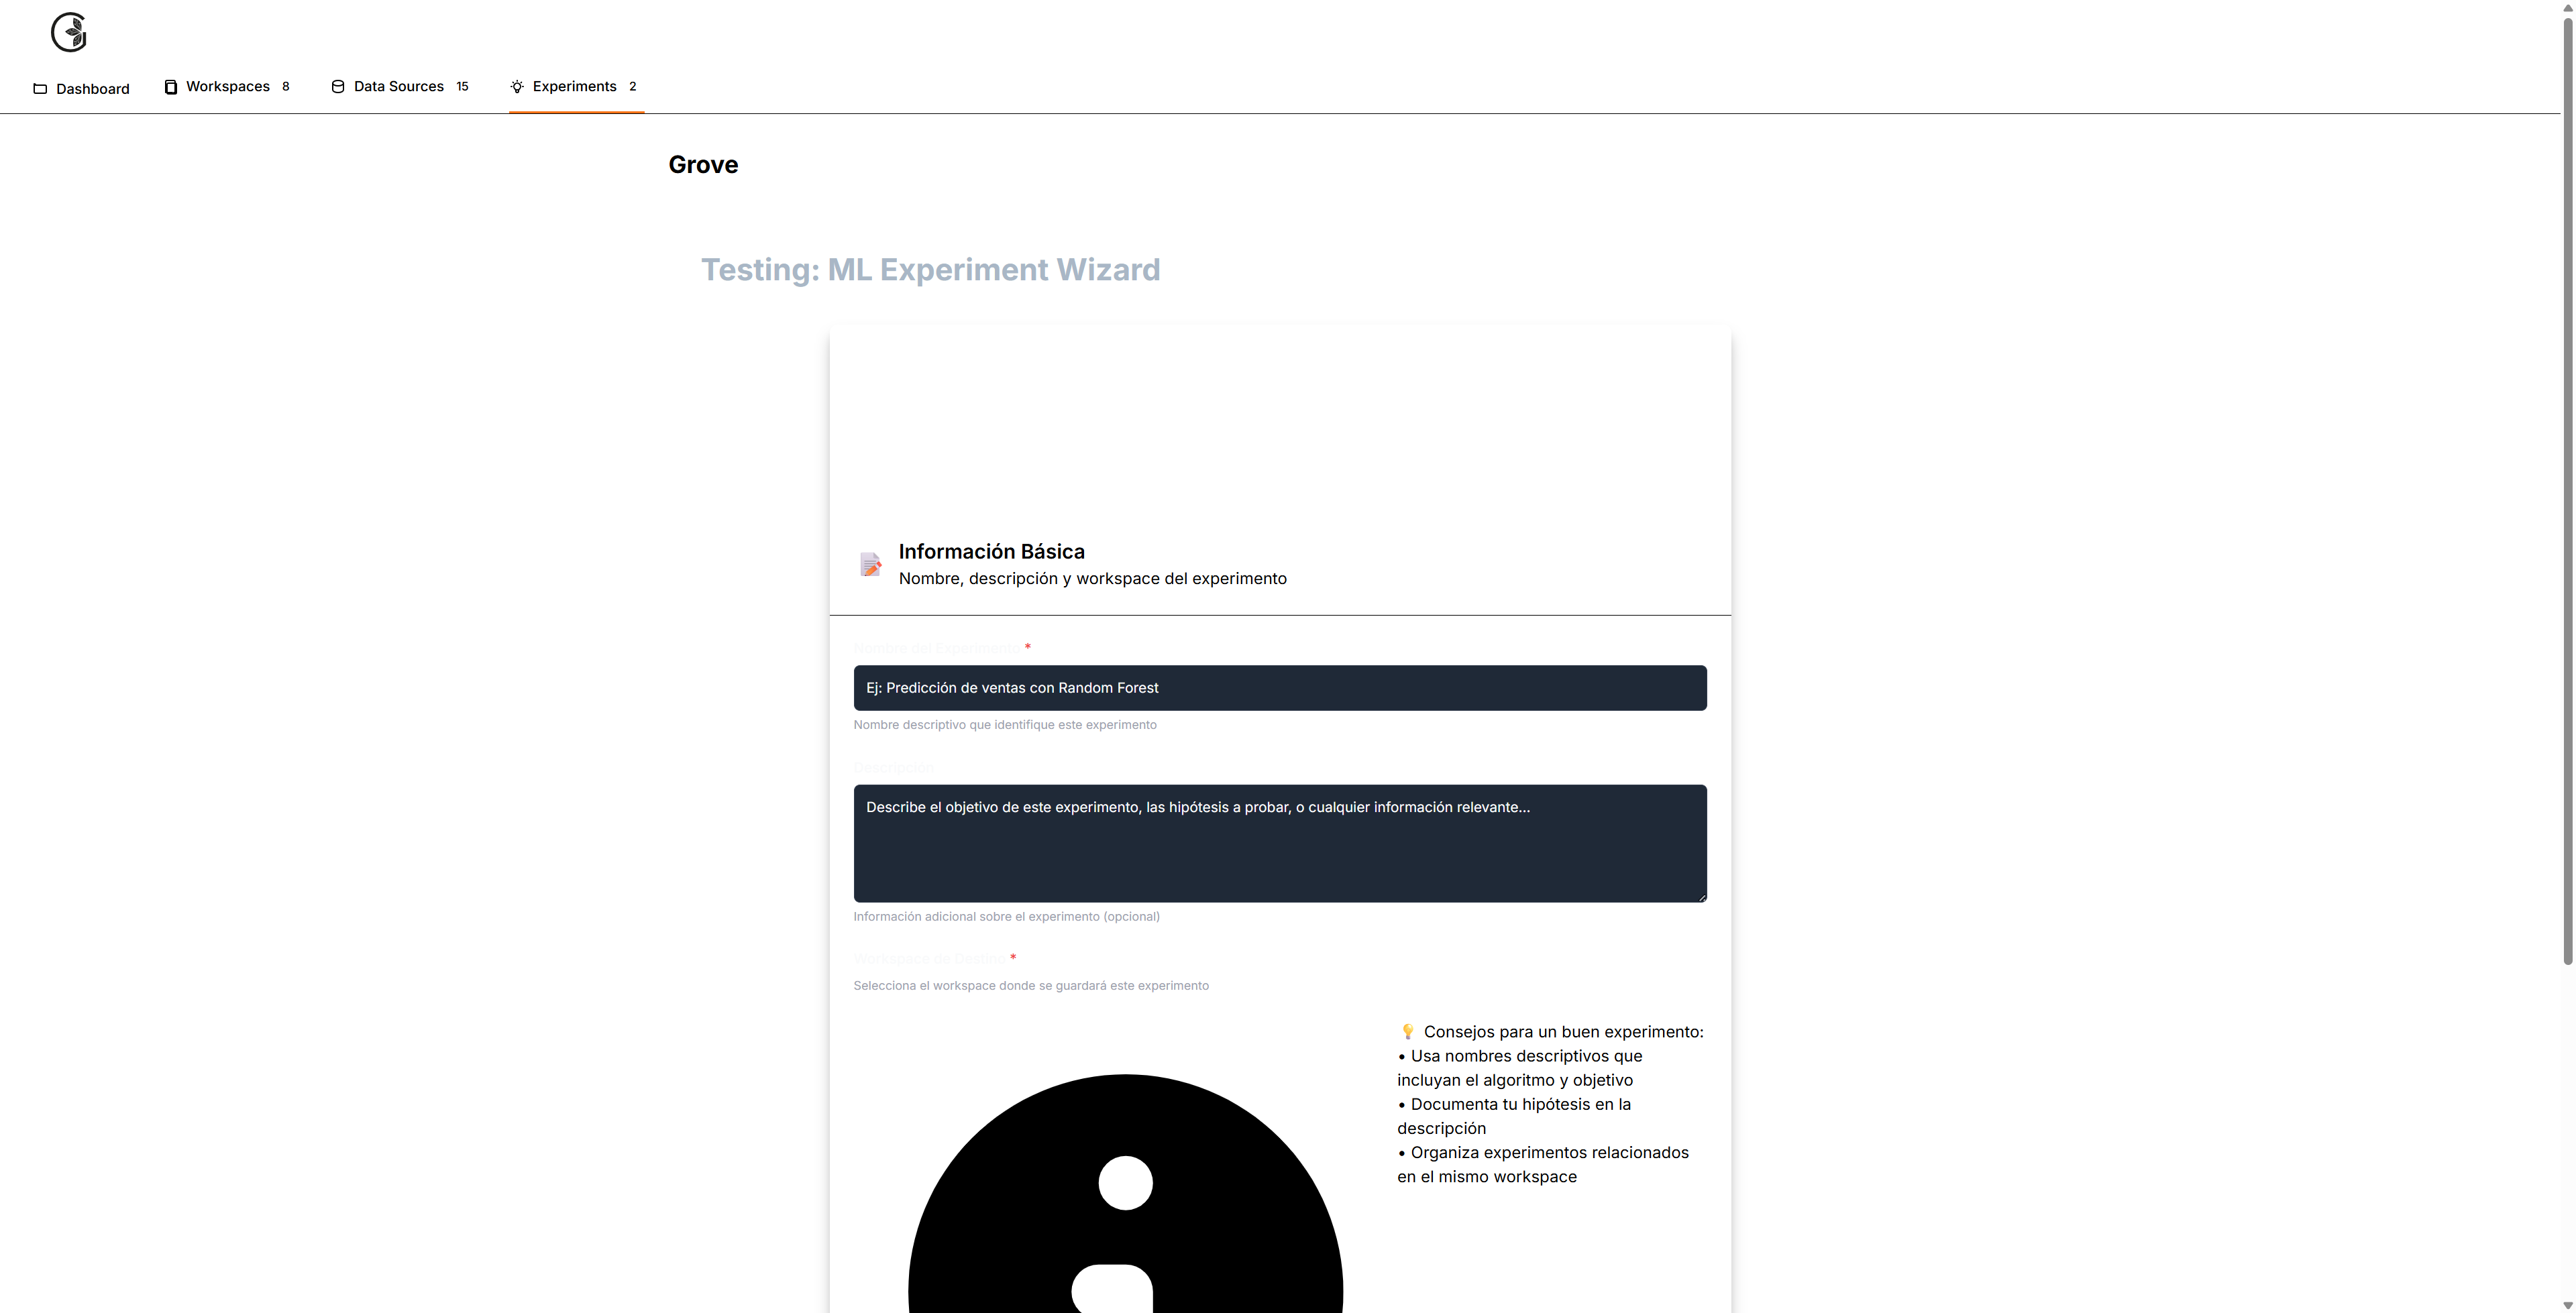 Dashboard
Workspaces 8
Data Sources 15
Experiments 2
Grove
Testing: ML Experiment Wizard
Información Básica
Nombre, descripción y workspace del experimento
Nombre del Experimento *
Ej: Predicción de ventas con Random Forest
Nombre descriptivo que identifique este experimento
Descripción
Describe el objetivo de este experimento, las hipótesis a probar, o cualquier información relevante...
Información adicional sobre el experimento (opcional)
Workspace de Destino *
Selecciona el workspace donde se guardará este experimento
Consejos para un buen experimento:
• Usa nombres descriptivos que
incluyan el algoritmo y objetivo
• Documenta tu hipótesis en la
descripción
• Organiza experimentos relacionados
en el mismo workspace